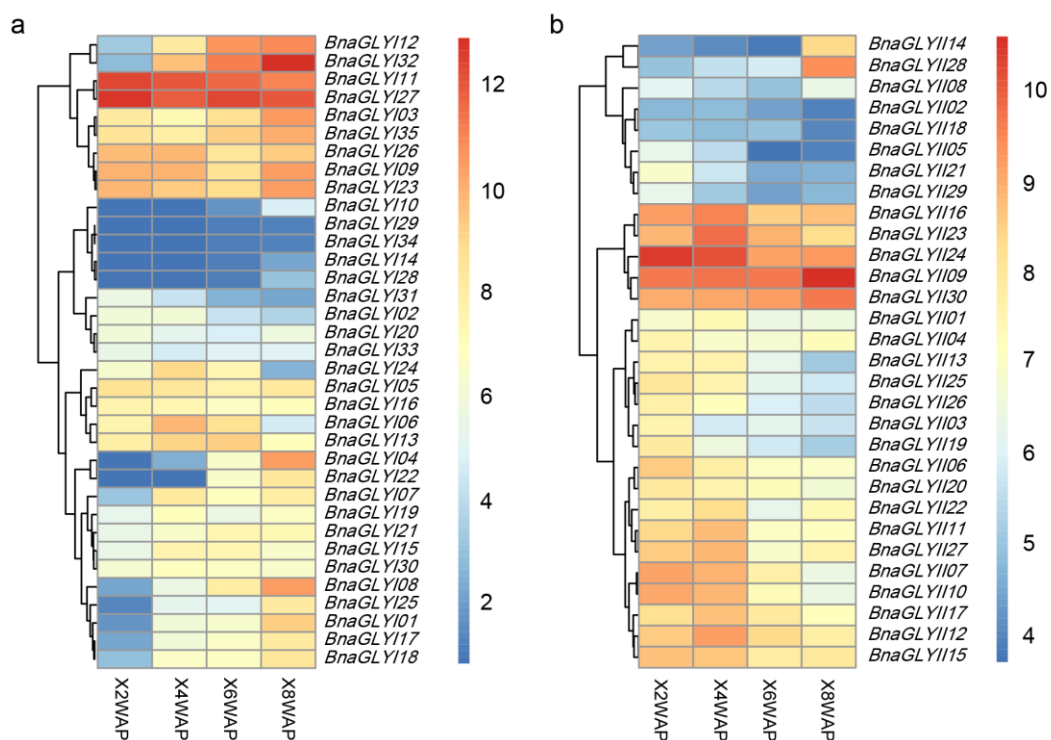 a
BnaGLYI12
BnaGLYI32
BnaGLYI11
BnaGLYI27
BnaGLYI03
BnaGLYI35
BnaGLYI26
BnaGLYI09
BnaGLYI23
BnaGLYI10
BnaGLYI29
BnaGLYI34
BnaGLYI14
BnaGLYI28
BnaGLYI31
BnaGLYI02
BnaGLYI20
BnaGLYI33
BnaGLYI24
BnaGLYI05
BnaGLYI16
BnaGLYI06
BnaGLYI13
BnaGLYI04
BnaGLYI22
BnaGLYI07
BnaGLYI19
BnaGLYI21
BnaGLYI15
BnaGLYI30
BnaGLYI08
BnaGLYI25
BnaGLYI01
BnaGLYI17
BnaGLYI18
X2WAP
X4WAP
X6WAP
X8WAP
12
10
8
6
4
2
b
BnaGLYII14
BnaGLYII28
BnaGLYII08
BnaGLYII02
BnaGLYII18
BnaGLYII05
BnaGLYII21
BnaGLYII29
BnaGLYII16
BnaGLYII23
BnaGLYII24
BnaGLYII09
BnaGLYII30
BnaGLYII01
BnaGLYII04
BnaGLYII13
BnaGLYII25
BnaGLYII26
BnaGLYII03
BnaGLYII19
BnaGLYII06
BnaGLYII20
BnaGLYII22
BnaGLYII11
BnaGLYII27
BnaGLYII07
BnaGLYII10
BnaGLYII17
BnaGLYII12
BnaGLYII15
X2WAP
X4WAP
X6WAP
X8WAP
10
9
8
7
6
5
4